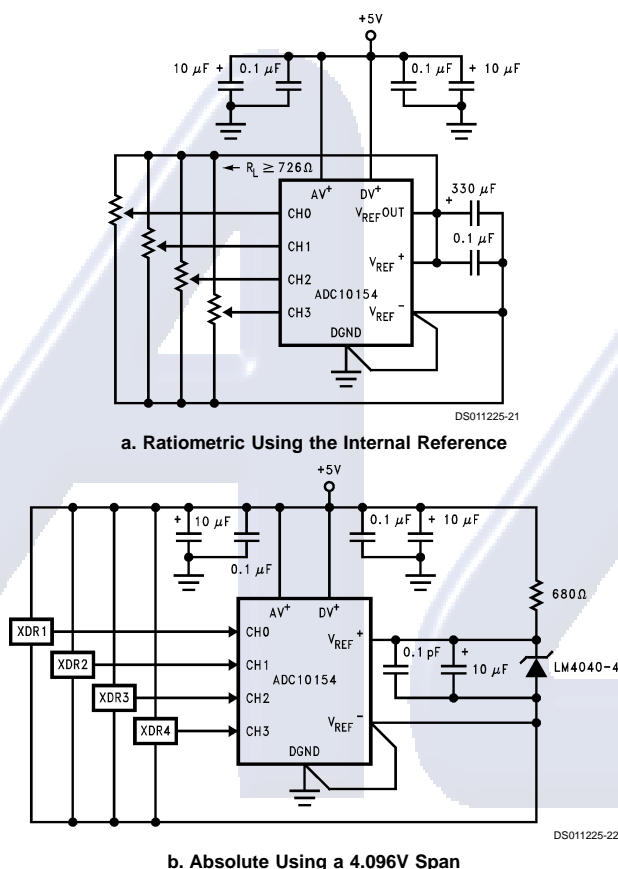 +5V
10 μF + 0.1 μF 0.1 μF + 10 μF
R_L ≥ 726Ω
AV+ DV+
330 μF
+
CH0 V_REF OUT
0.1 μF
CH1
V_REF+
CH2
ADC10154
CH3 V_REF-
DGND
DS011225-21
a. Ratiometric Using the Internal Reference
+5V
+ 10 μF 0.1 μF + 10 μF
0.1 μF
680Ω
AV+ DV+
XDR1 CH0 V_REF+
0.1 pF +
XDR2 CH1 10 μF LM4040-4
ADC10154
XDR3 CH2
XDR4 CH3 V_REF-
DGND
DS011225-22
b. Absolute Using a 4.096V Span